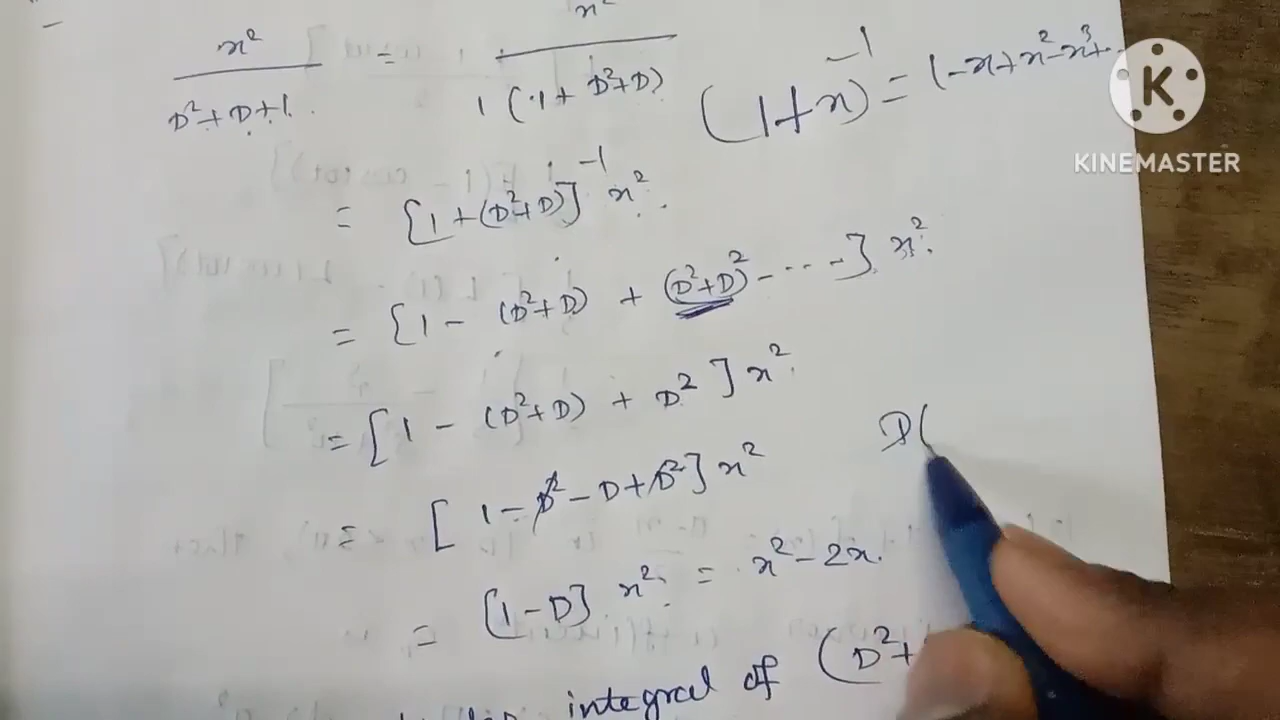 x² / D²+D+1 = x² / 1(1+D²+D)
(1+x)⁻¹ = 1-x+x²-x³+..
K
KINEMASTER
= [1+(D²+D)]⁻¹ x².
= [1 - (D²+D) + (D²+D)² - ....] x².
= [1 - (D²+D) + D²] x²
= [1 - D² - D + D²] x²
D(
= [1-D] x² = x² - 2x.
integral of (D²+